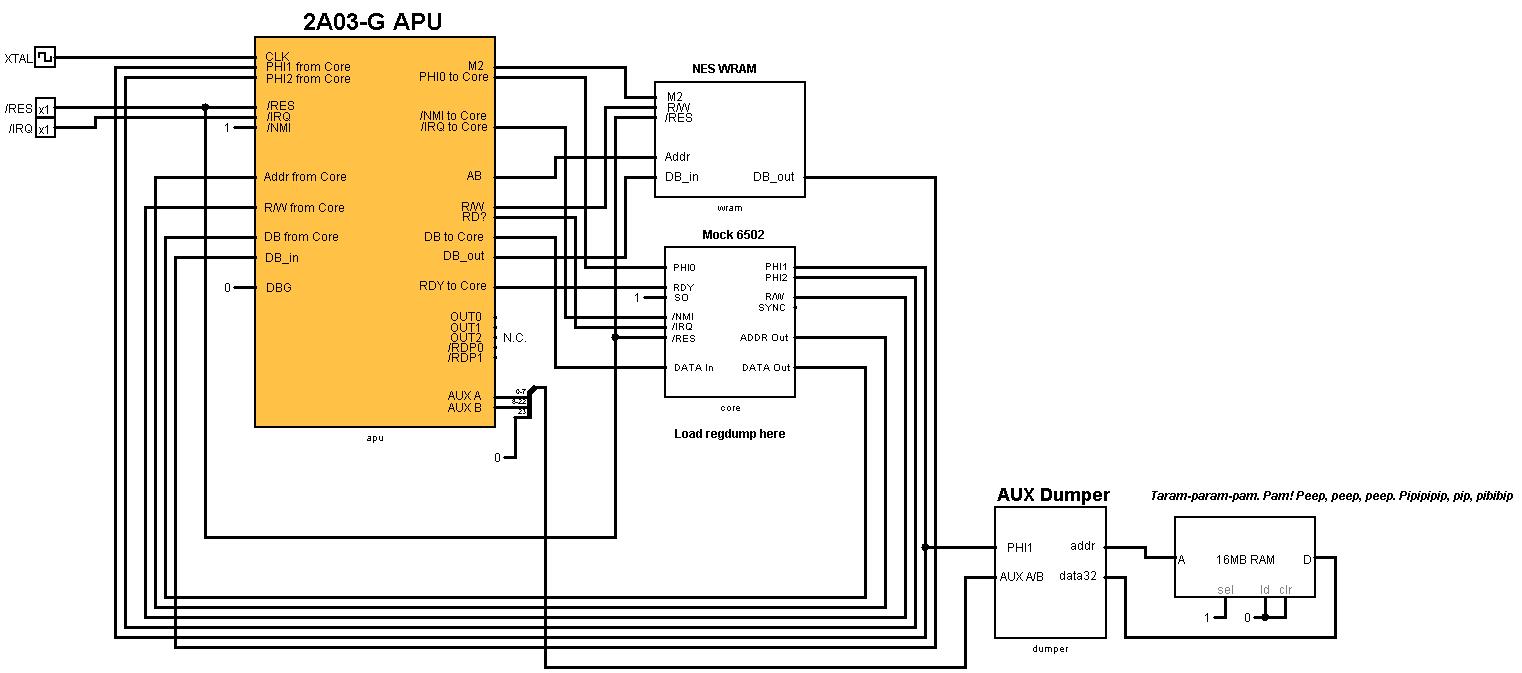 2A03-G APU
XTAL
/RES x1
/IRQ x1
CLK
PHI1 from Core
PHI2 from Core
/RES
/IRQ
1 /NMI
Addr from Core
R/W from Core
DB from Core
DB_in
0 DBG
M2
PHI0 to Core
/NMI to Core
/IRQ to Core
AB
R/W
RD?
DB to Core
DB_out
RDY to Core
OUT0
OUT1
OUT2 N.C.
/RDP0
/RDP1
AUX A
AUX B
0-7
8-22
23
0
apu
NES WRAM
M2
R/W
/RES
Addr
DB_in DB_out
wram
Mock 6502
PHI0 PHI1
PHI2
RDY R/W
1 SO SYNC
/NMI
/IRQ
/RES ADDR Out
DATA In DATA Out
core
Load regdump here
AUX Dumper
PHI1 addr
AUX A/B data32
dumper
Taram-param-pam. Pam! Peep, peep, peep. Pipipipip, pip, pibibip
A 16MB RAM D
sel ld clr
1 0